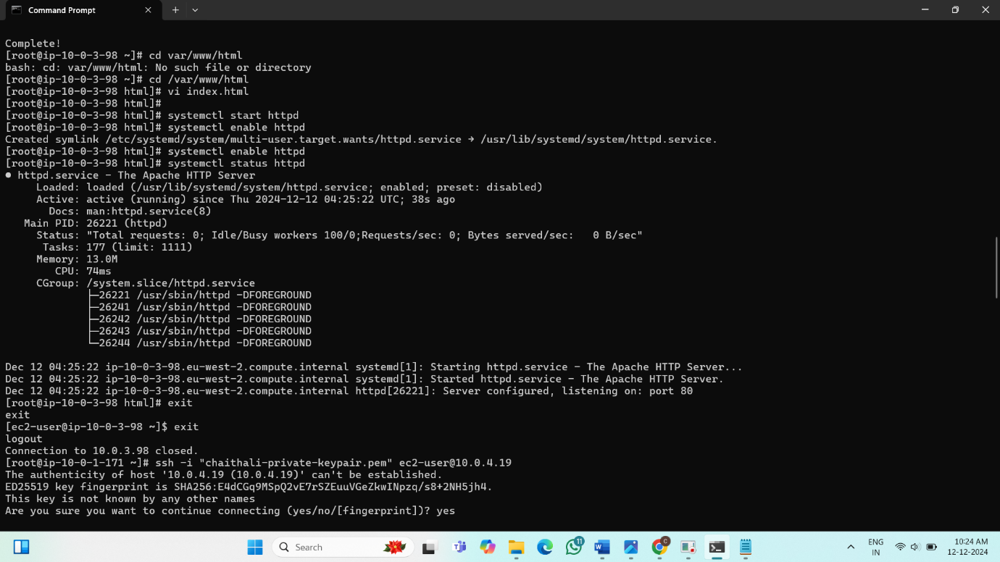 Command Prompt
Complete!
[root@ip-10-0-3-98 ~]# cd var/www/html
bash: cd: var/www/html: No such file or directory
[root@ip-10-0-3-98 ~]# cd /var/www/html
[root@ip-10-0-3-98 html]# vi index.html
[root@ip-10-0-3-98 html]#
[root@ip-10-0-3-98 html]# systemctl start httpd
[root@ip-10-0-3-98 html]# systemctl enable httpd
Created symlink /etc/systemd/system/multi-user.target.wants/httpd.service → /usr/lib/systemd/system/httpd.service.
[root@ip-10-0-3-98 html]# systemctl enable httpd
[root@ip-10-0-3-98 html]# systemctl status httpd
● httpd.service - The Apache HTTP Server
     Loaded: loaded (/usr/lib/systemd/system/httpd.service; enabled; preset: disabled)
     Active: active (running) since Thu 2024-12-12 04:25:22 UTC; 38s ago
       Docs: man:httpd.service(8)
   Main PID: 26221 (httpd)
     Status: "Total requests: 0; Idle/Busy workers 100/0;Requests/sec: 0; Bytes served/sec:   0 B/sec"
      Tasks: 177 (limit: 1111)
     Memory: 13.0M
        CPU: 74ms
     CGroup: /system.slice/httpd.service
             ├─26221 /usr/sbin/httpd -DFOREGROUND
             ├─26241 /usr/sbin/httpd -DFOREGROUND
             ├─26242 /usr/sbin/httpd -DFOREGROUND
             ├─26243 /usr/sbin/httpd -DFOREGROUND
             └─26244 /usr/sbin/httpd -DFOREGROUND
Dec 12 04:25:22 ip-10-0-3-98.eu-west-2.compute.internal systemd[1]: Starting httpd.service - The Apache HTTP Server...
Dec 12 04:25:22 ip-10-0-3-98.eu-west-2.compute.internal systemd[1]: Started httpd.service - The Apache HTTP Server.
Dec 12 04:25:22 ip-10-0-3-98.eu-west-2.compute.internal httpd[26221]: Server configured, listening on: port 80
[root@ip-10-0-3-98 html]# exit
exit
[ec2-user@ip-10-0-3-98 ~]$ exit
logout
Connection to 10.0.3.98 closed.
[root@ip-10-0-1-171 ~]# ssh -i "chaithali-private-keypair.pem" ec2-user@10.0.4.19
The authenticity of host '10.0.4.19 (10.0.4.19)' can't be established.
ED25519 key fingerprint is SHA256:E4dCGq9MSpQ2vE7rSZEuuVGeZkwINpzq/s8+2NH5jh4.
This key is not known by any other names
Are you sure you want to continue connecting (yes/no/[fingerprint])? yes
Search
11
C
ENG
IN
10:24 AM
12-12-2024